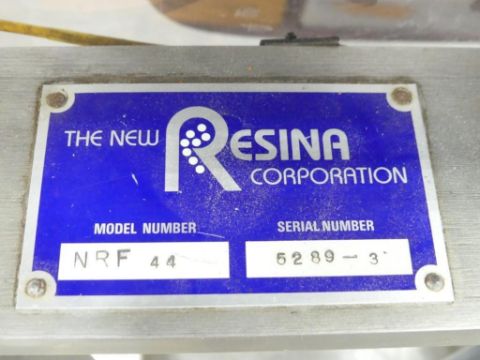 THE NEW RESINA
CORPORATION
MODEL NUMBER SERIAL NUMBER
NRF 44 5289-3